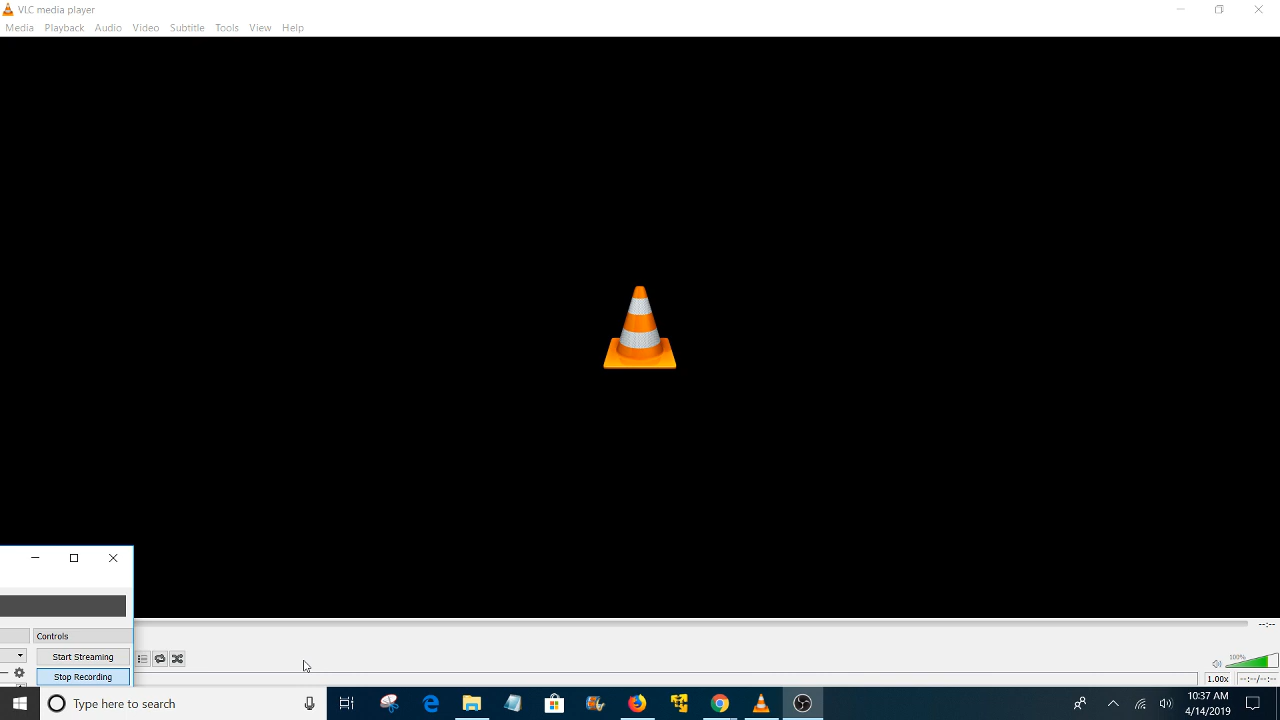 VLC media player
Media Playback Audio Video Subtitle Tools View Help
--:--
Controls
Start Streaming
100%
Stop Recording
1.00x --:--/--:--
Type here to search
10:37 AM
4/14/2019